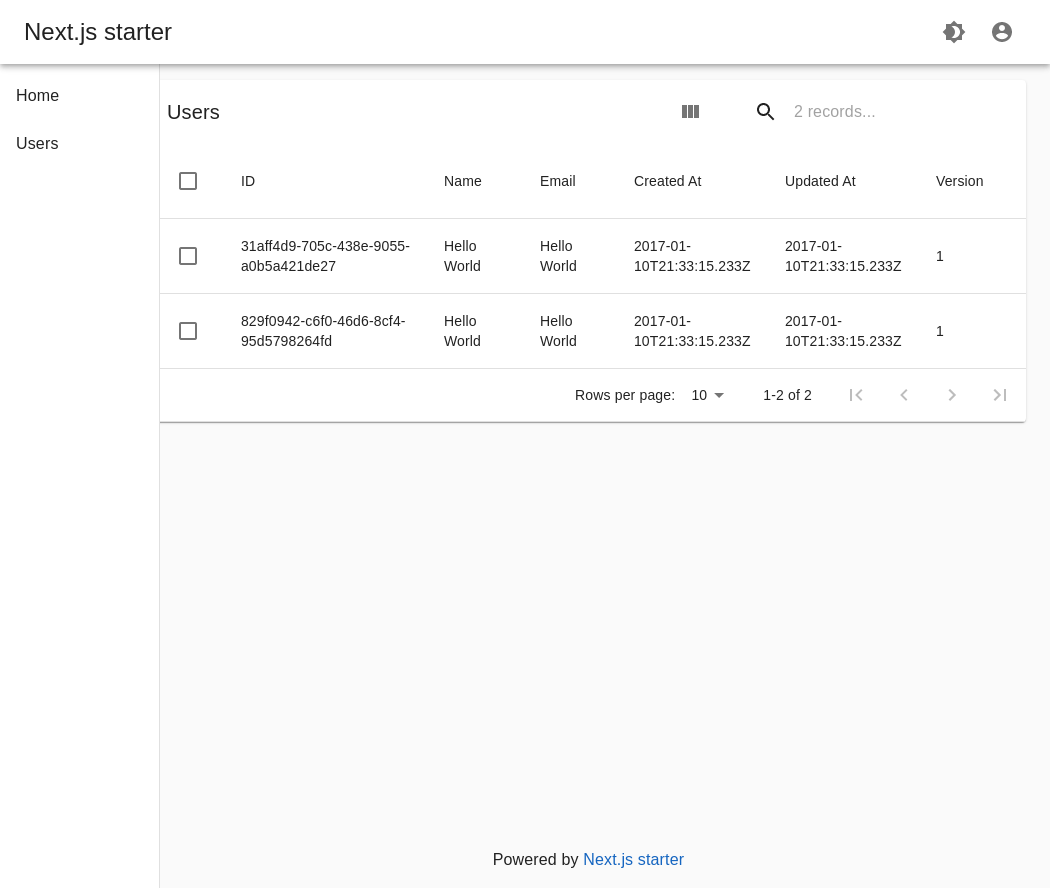 Next.js starter
Home
Users
Users
2 records...
ID Name Email Created At Updated At Version
31aff4d9-705c-438e-9055- Hello Hello 2017-01- 2017-01-
a0b5a421de27 World World 10T21:33:15.233Z 10T21:33:15.233Z 1
829f0942-c6f0-46d6-8cf4- Hello Hello 2017-01- 2017-01-
95d5798264fd World World 10T21:33:15.233Z 10T21:33:15.233Z 1
Rows per page: 10 1-2 of 2
Powered by Next.js starter